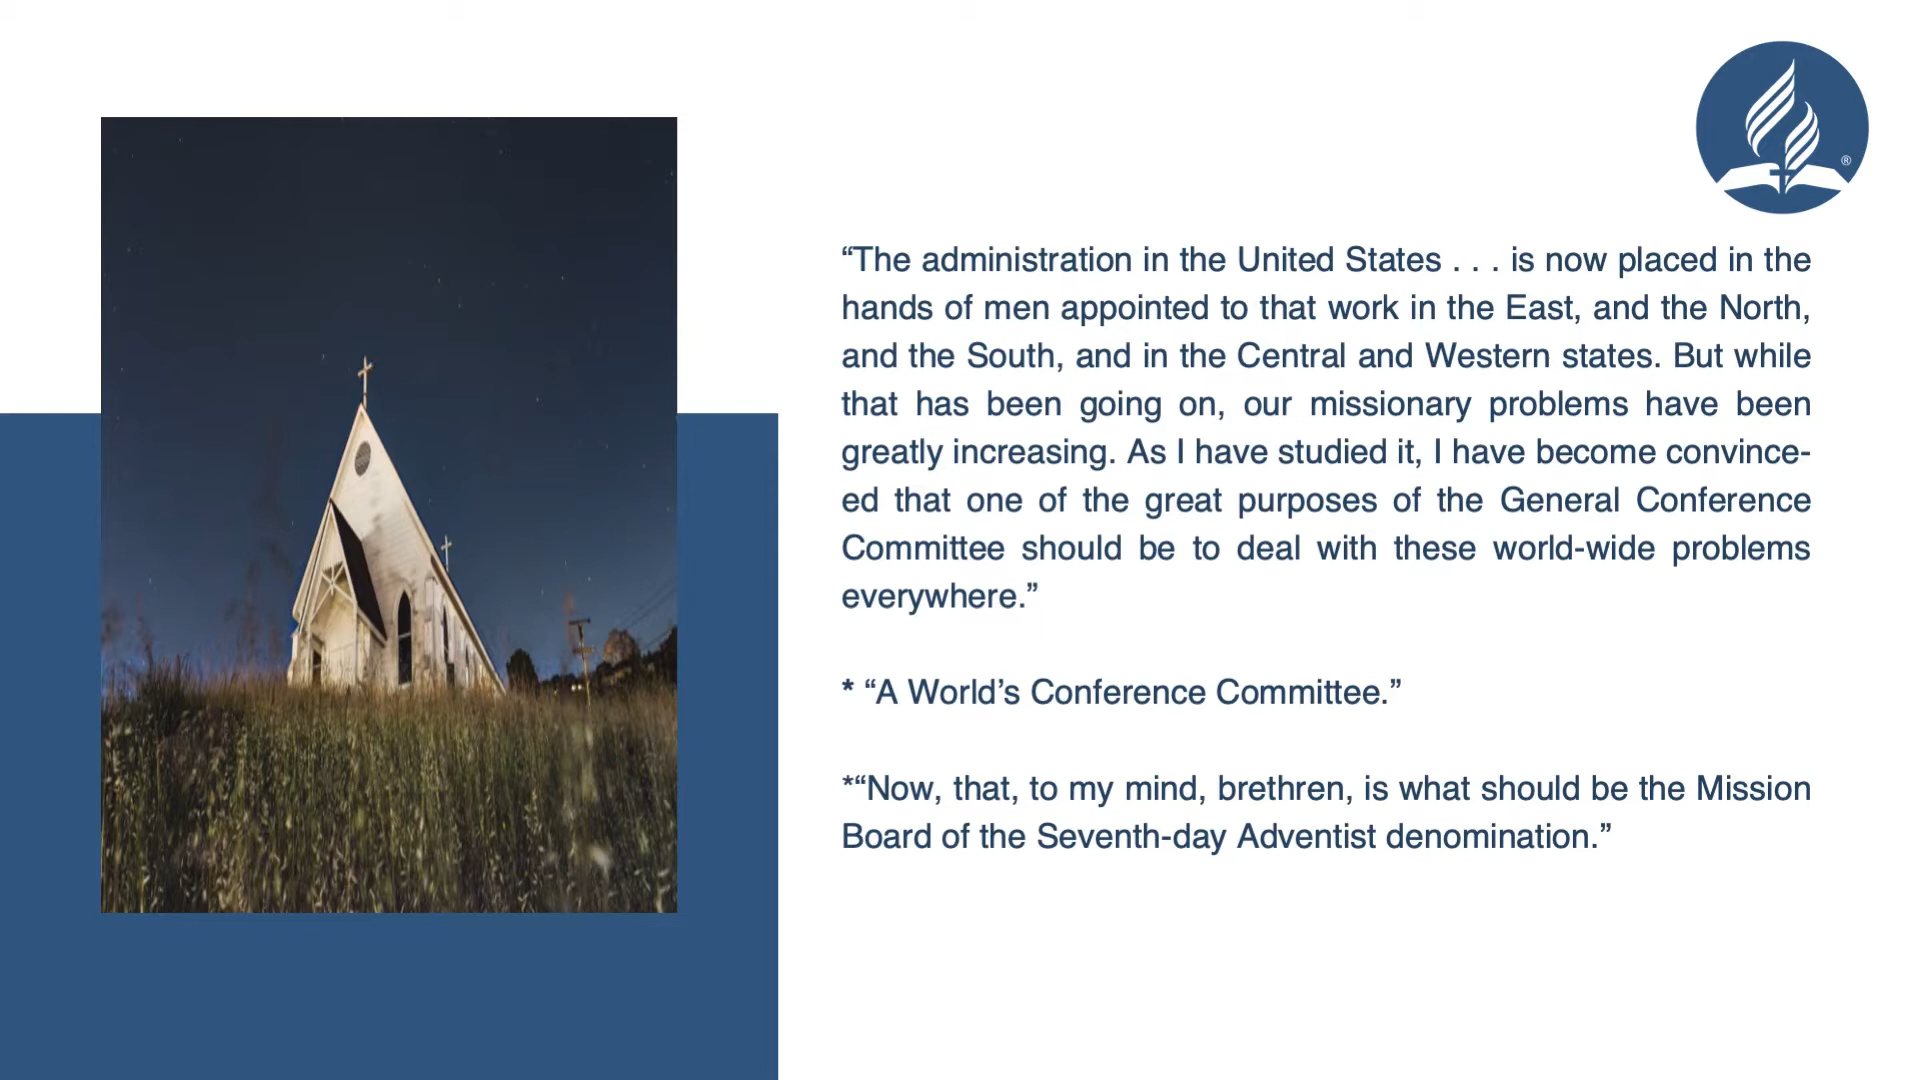 ®
“The administration in the United States . . . is now placed in the
hands of men appointed to that work in the East, and the North,
and the South, and in the Central and Western states. But while
that has been going on, our missionary problems have been
greatly increasing. As I have studied it, I have become convince-
ed that one of the great purposes of the General Conference
Committee should be to deal with these world-wide problems
everywhere.”
* “A World’s Conference Committee.”
*“Now, that, to my mind, brethren, is what should be the Mission
Board of the Seventh-day Adventist denomination.”